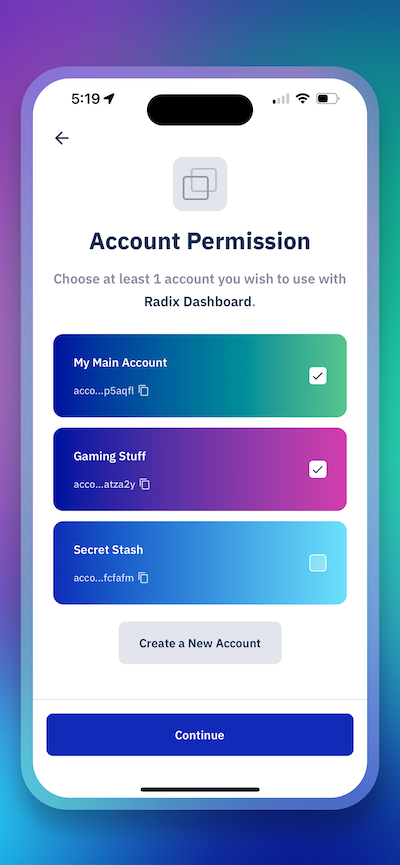 5:19
Account Permission
Choose at least 1 account you wish to use with
Radix Dashboard.
My Main Account
acco...p5aqfl
Gaming Stuff
acco...atza2y
Secret Stash
acco...fcfafm
Create a New Account
Continue